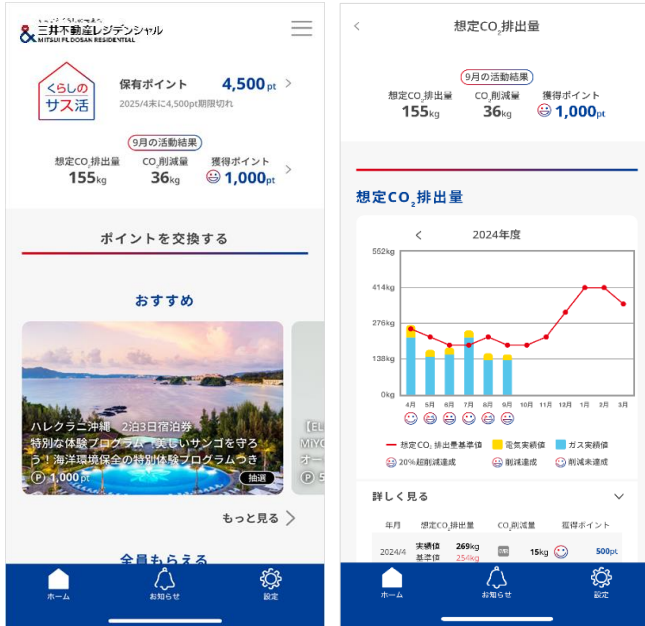 三井不動産レジデンシャル
MITSUI FUDOSAN RESIDENTIAL
くらしの
サス活
保有ポイント 4,500pt
2025/4末に4,500pt期限切れ
9月の活動結果
想定CO2排出量 CO2削減量 獲得ポイント
155kg 36kg 1,000pt
ポイントを交換する
おすすめ
ハレクラニ沖縄 2泊3日宿泊券
特別な体験プログラム「美しいサンゴを守ろ
う！海洋環境保全の特別体験プログラムつき
P 1,000pt 抽選
【EL
MIYO
オー
P 5
もっと見る
全員もらえる
ホーム お知らせ 設定
想定CO2排出量
9月の活動結果
想定CO2排出量 CO2削減量 獲得ポイント
155kg 36kg 1,000pt
想定CO2排出量
2024年度
552kg
414kg
276kg
138kg
0kg
4月 5月 6月 7月 8月 9月 10月 11月 12月 1月 2月 3月
想定CO2排出量基準値 電気実績値 ガス実績値
20%超削減達成 削減達成 削減未達成
詳しく見る
年月 想定CO2排出量 CO2削減量 獲得ポイント
2024/4 実績値 269kg 15kg 500pt
基準値 254kg
ホーム お知らせ 設定